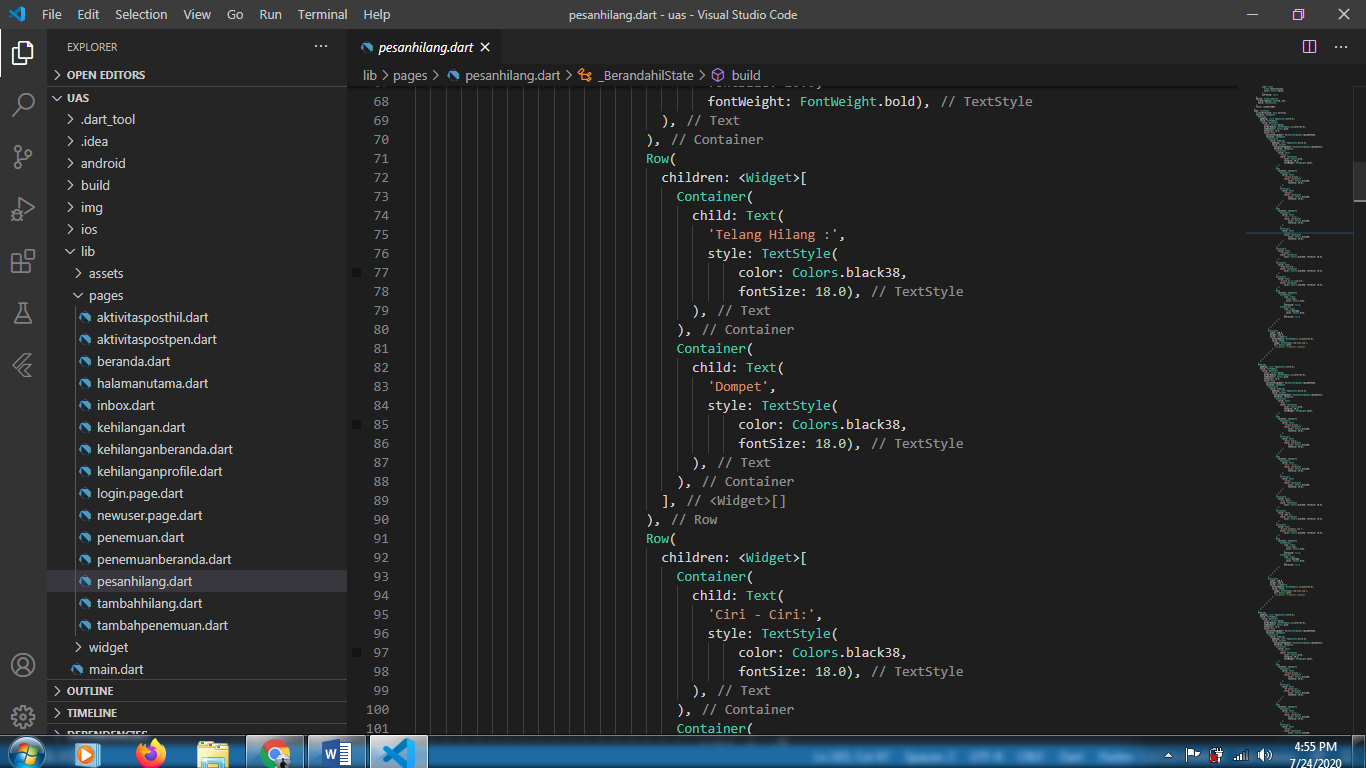 File Edit Selection View Go Run Terminal Help
pesanhilang.dart - uas - Visual Studio Code
EXPLORER
OPEN EDITORS
UAS
.dart_tool
.idea
android
build
img
ios
lib
assets
pages
aktivitasposthil.dart
aktivitaspostpen.dart
beranda.dart
halamanutama.dart
inbox.dart
kehilangan.dart
kehilanganberanda.dart
kehilanganprofile.dart
login.page.dart
newuser.page.dart
penemuan.dart
penemuanberanda.dart
pesanhilang.dart
tambahhilang.dart
tambahpenemuan.dart
widget
main.dart
OUTLINE
TIMELINE
DEPENDENCIES
pesanhilang.dart
lib > pages > pesanhilang.dart > _BerandahilState > build
68 fontWeight: FontWeight.bold), // TextStyle
69 ), // Text
70 ), // Container
71 Row(
72 children: <Widget>[
73 Container(
74 child: Text(
75 'Telang Hilang :',
76 style: TextStyle(
77 color: Colors.black38,
78 fontSize: 18.0), // TextStyle
79 ), // Text
80 ), // Container
81 Container(
82 child: Text(
83 'Dompet',
84 style: TextStyle(
85 color: Colors.black38,
86 fontSize: 18.0), // TextStyle
87 ), // Text
88 ), // Container
89 ], // <Widget>[]
90 ), // Row
91 Row(
92 children: <Widget>[
93 Container(
94 child: Text(
95 'Ciri - Ciri:',
96 style: TextStyle(
97 color: Colors.black38,
98 fontSize: 18.0), // TextStyle
99 ), // Text
100 ), // Container
101 Container(
4:55 PM
7/24/2020